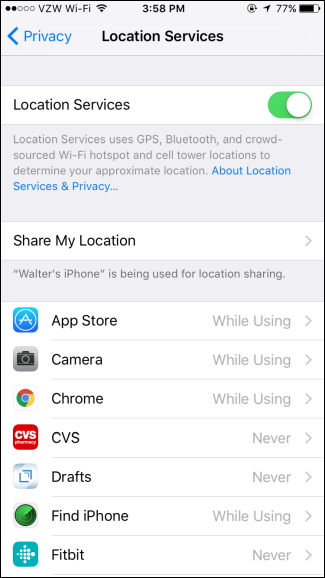 VZW Wi-Fi 3:58 PM 77%
Privacy Location Services
Location Services
Location Services uses GPS, Bluetooth, and crowd-
sourced Wi-Fi hotspot and cell tower locations to
determine your approximate location. About Location
Services & Privacy...
Share My Location
“Walter's iPhone” is being used for location sharing.
App Store While Using
Camera While Using
Chrome While Using
CVS pharmacy CVS Never
Drafts Never
Find iPhone While Using
Fitbit Never